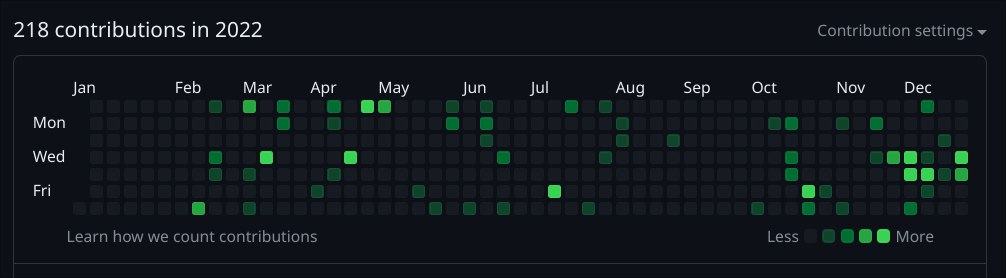 218 contributions in 2022
Contribution settings
Jan Feb Mar Apr May Jun Jul Aug Sep Oct Nov Dec
Mon
Wed
Fri
Learn how we count contributions
Less More